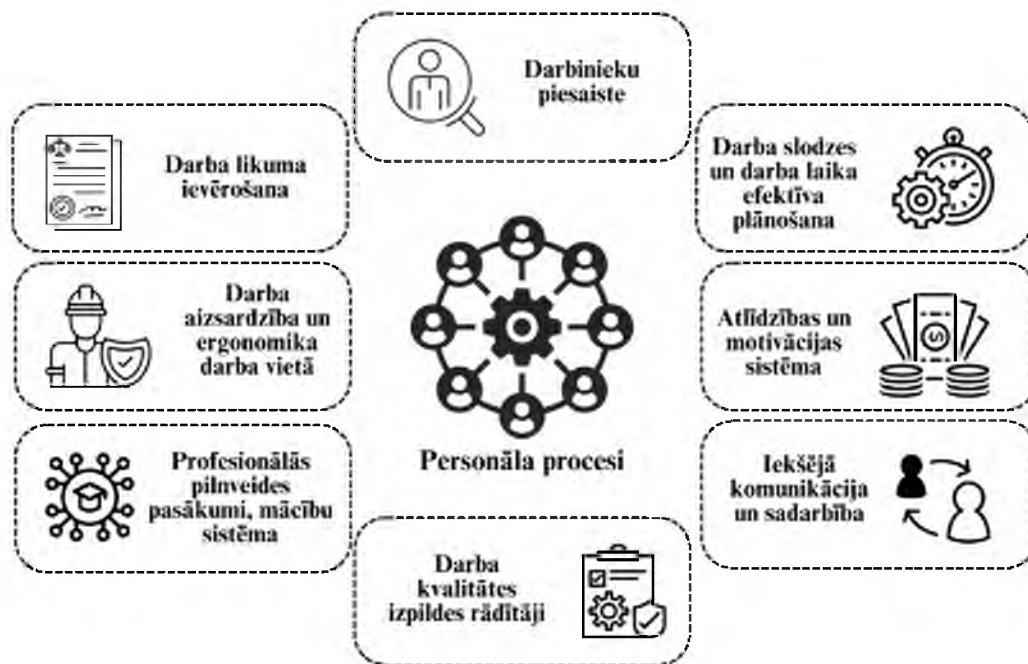 Darbinieku
piesaiste
Darba likuma
ievērošana
Darba slodzes
un darba laika
efektīva
plānošana
Darba
aizsardzība un
ergonomika
darba vietā
Atlīdzības un
motivācijas
sistēma
Profesionālās
pilnveides
pasākumi, mācību
sistēma
Personāla procesi
Iekšējā
komunikācija
un sadarbība
Darba
kvalitātes
izpildes rādītāji